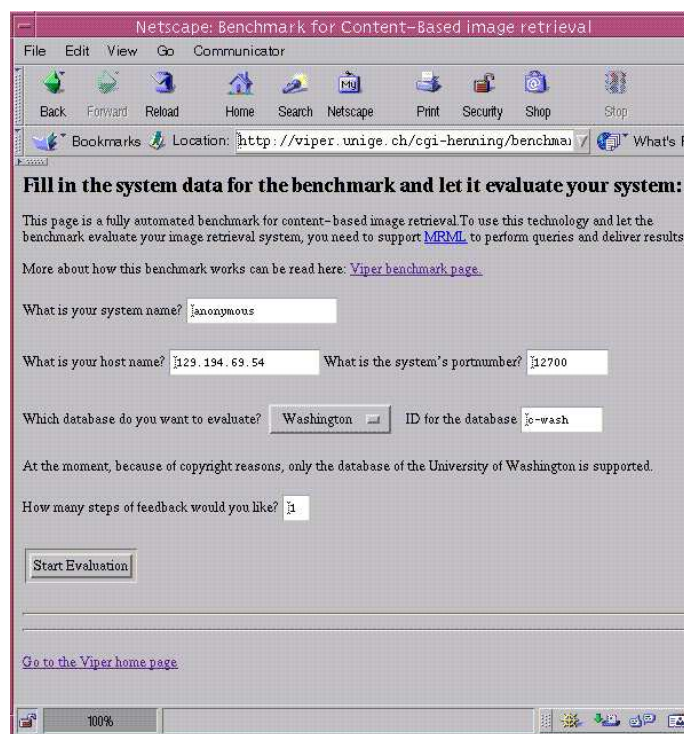 Netscape: Benchmark for Content-Based image retrieval
File Edit View Go Communicator
Back Forward Reload Home Search Netscape Print Security Shop Stop
Bookmarks Location: http://viper.unige.ch/cgi-henning/benchma What's R
Fill in the system data for the benchmark and let it evaluate your system:
This page is a fully automated benchmark for content-based image retrieval.To use this technology and let the
benchmark evaluate your image retrieval system, you need to support MRML to perform queries and deliver results
More about how this benchmark works can be read here: Viper benchmark page.
What is your system name? anonymous
What is your host name? 129.194.69.54 What is the system's portnumber? 12700
Which database do you want to evaluate? Washington ID for the database c-wash
At the moment, because of copyright reasons, only the database of the University of Washington is supported.
How many steps of feedback would you like? 1
Start Evaluation
Go to the Viper home page
100%